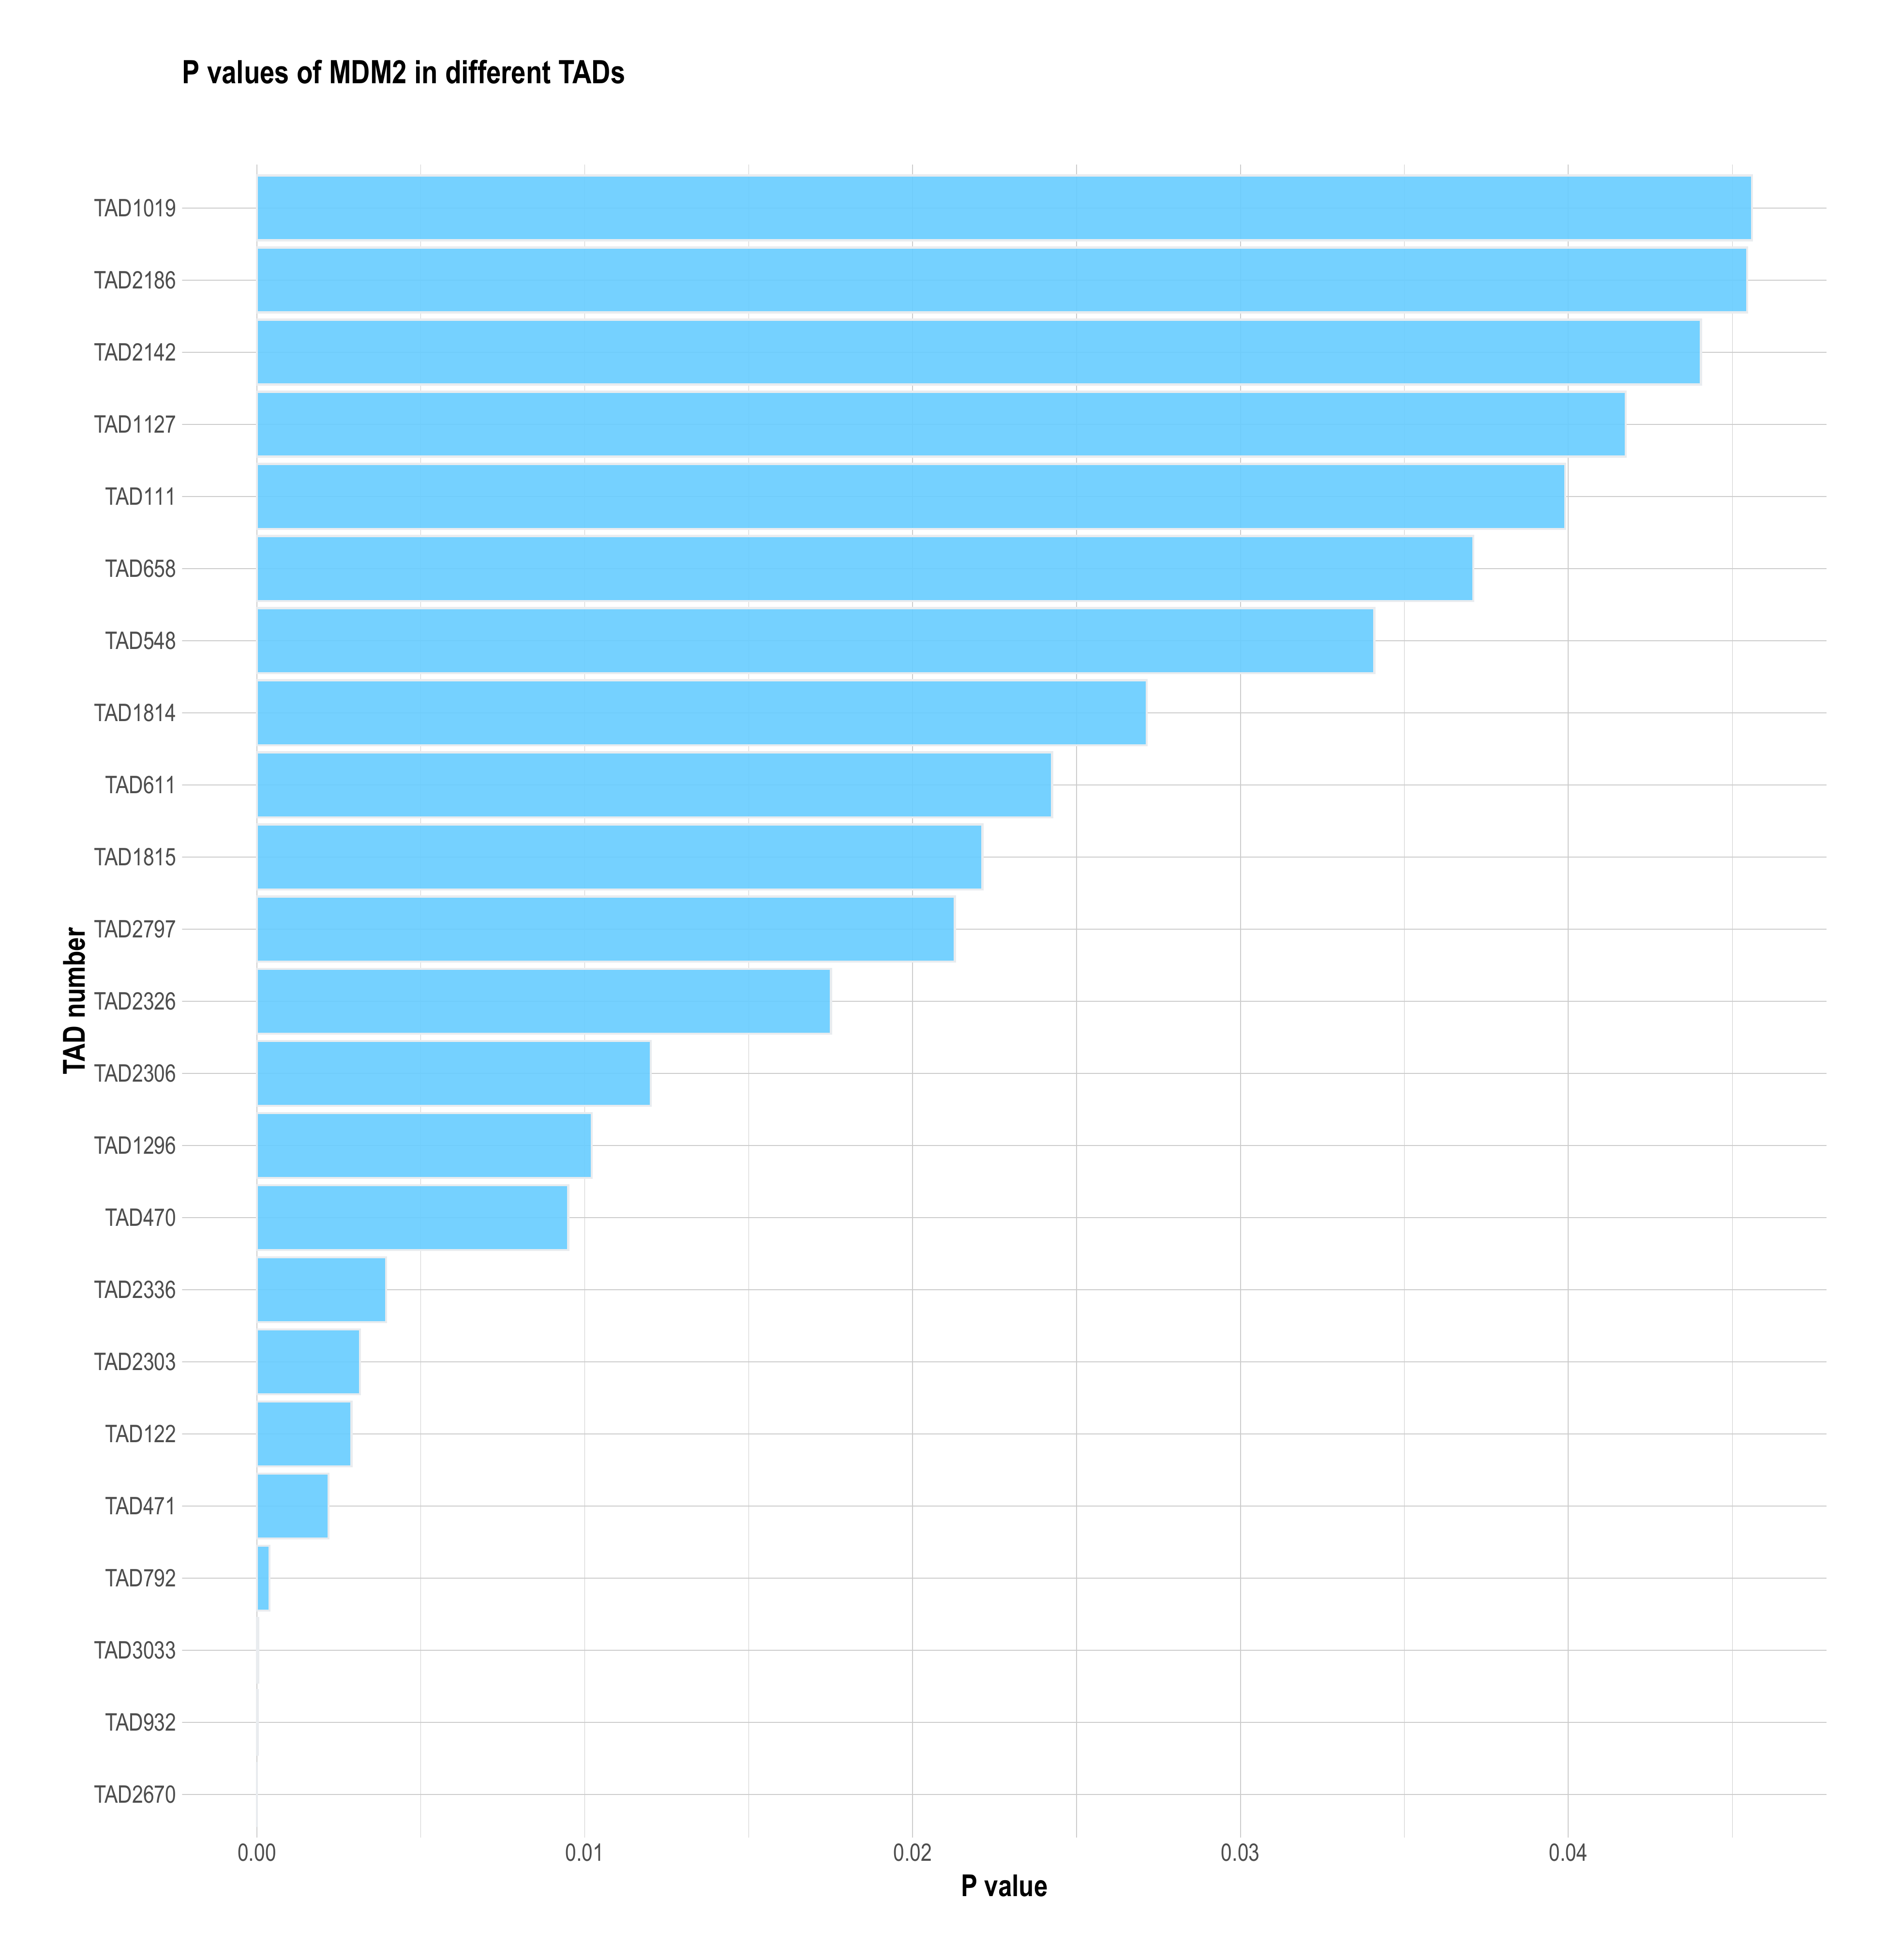 P values of MDM2 in different TADs
TAD1019
TAD2186
TAD2142
TAD1127
TAD111
TAD658
TAD548
TAD1814
TAD611
TAD1815
TAD2797
TAD2326
TAD2306
TAD1296
TAD470
TAD2336
TAD2303
TAD122
TAD471
TAD792
TAD3033
TAD932
TAD2670
TAD number
0.00 0.01 0.02 0.03 0.04
P value